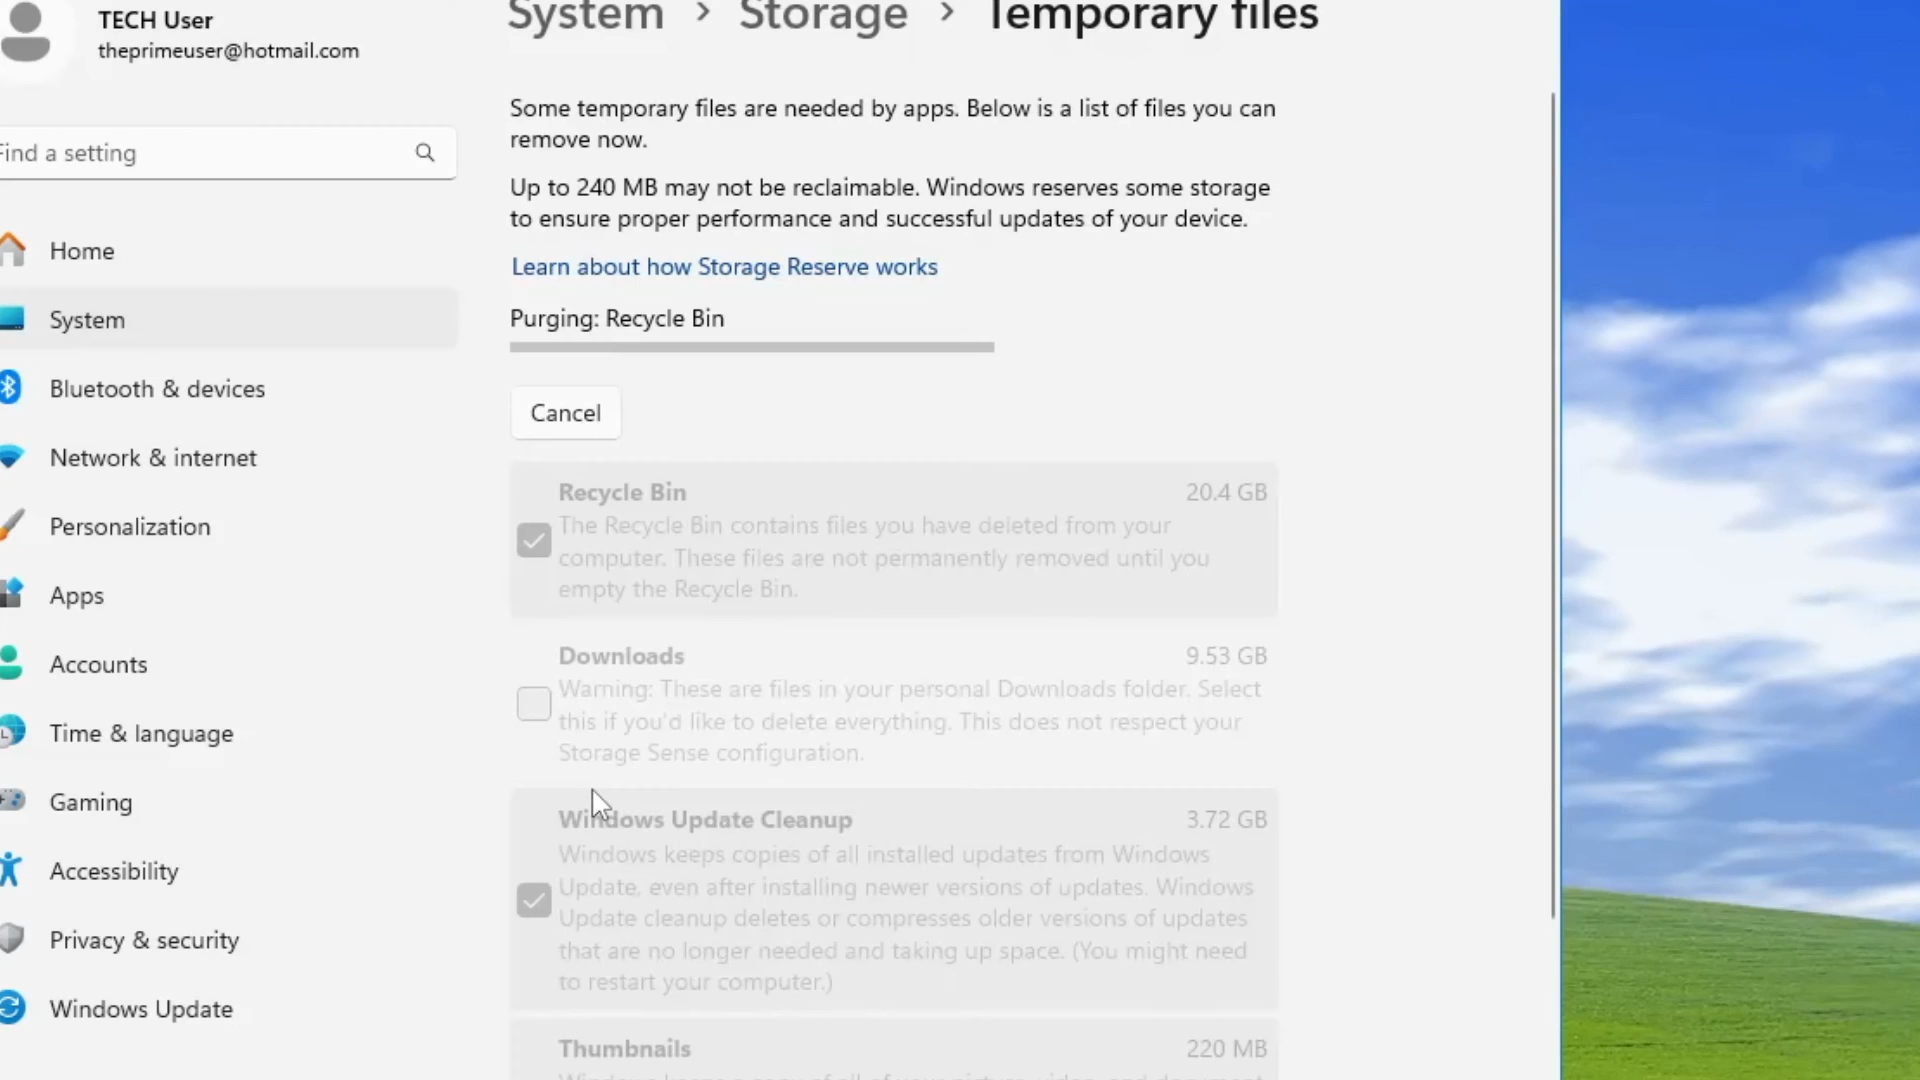 TECH User
theprimeuser@hotmail.com
System > Storage > Temporary files
Find a setting
Home
System
Bluetooth & devices
Network & internet
Personalization
Apps
Accounts
Time & language
Gaming
Accessibility
Privacy & security
Windows Update
Some temporary files are needed by apps. Below is a list of files you can
remove now.
Up to 240 MB may not be reclaimable. Windows reserves some storage
to ensure proper performance and successful updates of your device.
Learn about how Storage Reserve works
Purging: Recycle Bin
Cancel
Recycle Bin 20.4 GB
The Recycle Bin contains files you have deleted from your
computer. These files are not permanently removed until you
empty the Recycle Bin.
Downloads 9.53 GB
Warning: These are files in your personal Downloads folder. Select
this if you'd like to delete everything. This does not respect your
Storage Sense configuration.
Windows Update Cleanup 3.72 GB
Windows keeps copies of all installed updates from Windows
Update, even after installing newer versions of updates. Windows
Update cleanup deletes or compresses older versions of updates
that are no longer needed and taking up space. (You might need
to restart your computer.)
Thumbnails 220 MB